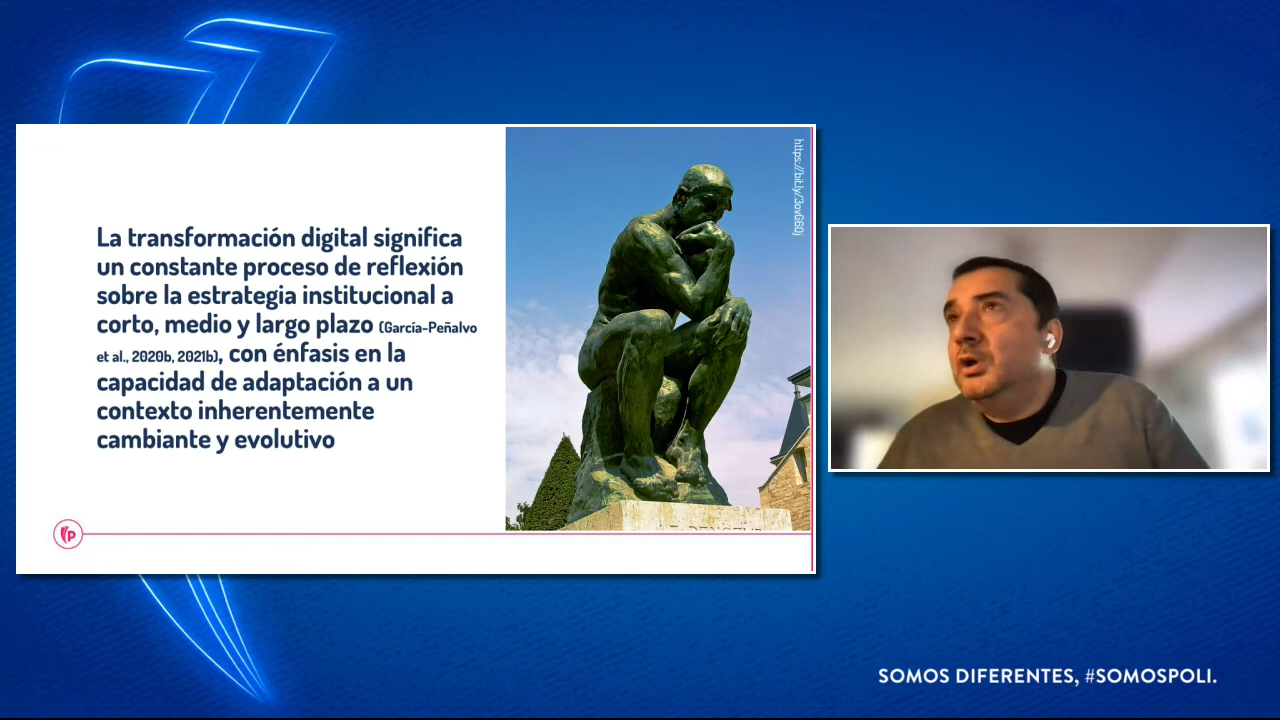 La transformación digital significa
un constante proceso de reflexión
sobre la estrategia institucional a
corto, medio y largo plazo (García-Peñalvo
et al., 2020b, 2021b), con énfasis en la
capacidad de adaptación a un
contexto inherentemente
cambiante y evolutivo
https://bit.ly/3ovG6Oj
P
SOMOS DIFERENTES, #SOMOSPOLI.